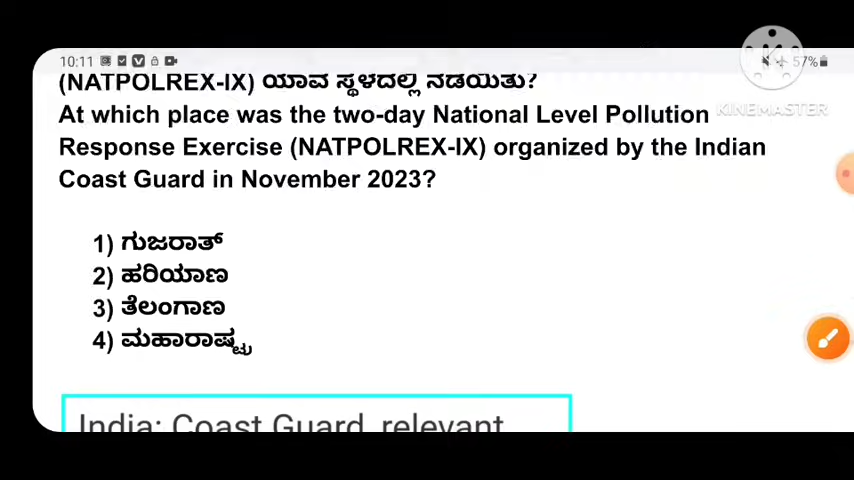 10:11
57%
KINEMASTER
(NATPOLREX-IX) ಯಾವ ಸ್ಥಳದಲ್ಲಿ ನಡೆಯಿತು?
At which place was the two-day National Level Pollution
Response Exercise (NATPOLREX-IX) organized by the Indian
Coast Guard in November 2023?
1) ಗುಜರಾತ್
2) ಹರಿಯಾಣ
3) ತೆಲಂಗಾಣ
4) ಮಹಾರಾಷ್ಟ್ರ
India: Coast Guard, relevant